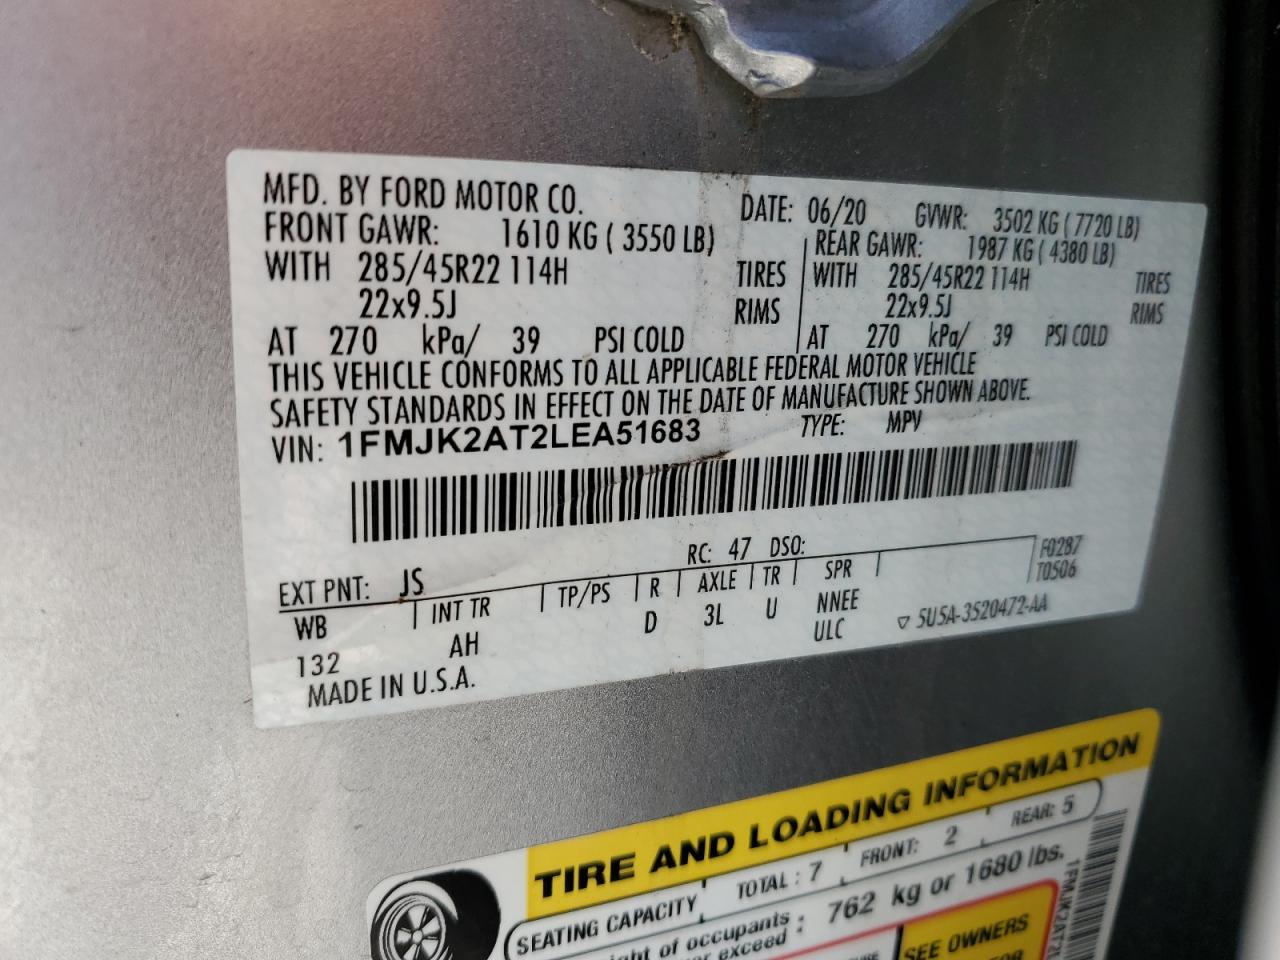 MFD. BY FORD MOTOR CO. DATE: 06/20 GVWR: 3502 KG ( 7720 LB)
FRONT GAWR: 1610 KG ( 3550 LB) REAR GAWR: 1987 KG ( 4380 LB)
WITH 285/45R22 114H TIRES WITH 285/45R22 114H TIRES
22x9.5J RIMS 22x9.5J RIMS
AT 270 kPa/ 39 PSI COLD AT 270 kPa/ 39 PSI COLD
THIS VEHICLE CONFORMS TO ALL APPLICABLE FEDERAL MOTOR VEHICLE
SAFETY STANDARDS IN EFFECT ON THE DATE OF MANUFACTURE SHOWN ABOVE.
VIN: 1FMJK2AT2LEA51683 TYPE: MPV
EXT PNT: JS RC: 47 DSO: F0287
WB INT TR TP/PS R AXLE TR SPR T0506
132 AH D 3L U NNEE
ULC ▽ 5U5A-3520472-AA
MADE IN U.S.A.
TIRE AND LOADING INFORMATION
SEATING CAPACITY TOTAL : 7 FRONT: 2 REAR: 5
of occupants
exceed : 762 kg or 1680 lbs.
SEE OWNERS
1FMJK2AT2L